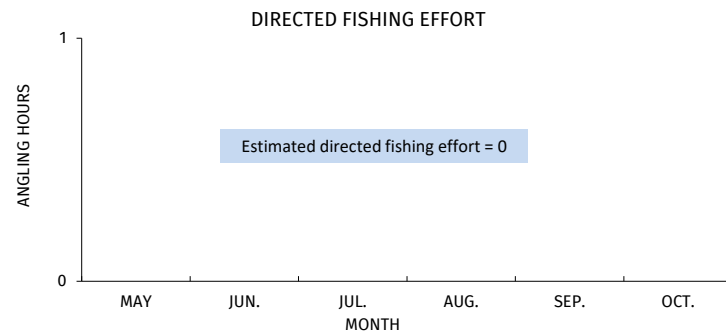 DIRECTED FISHING EFFORT
1
ANGLING HOURS
Estimated directed fishing effort = 0
0
MAY JUN. JUL. AUG. SEP. OCT.
MONTH